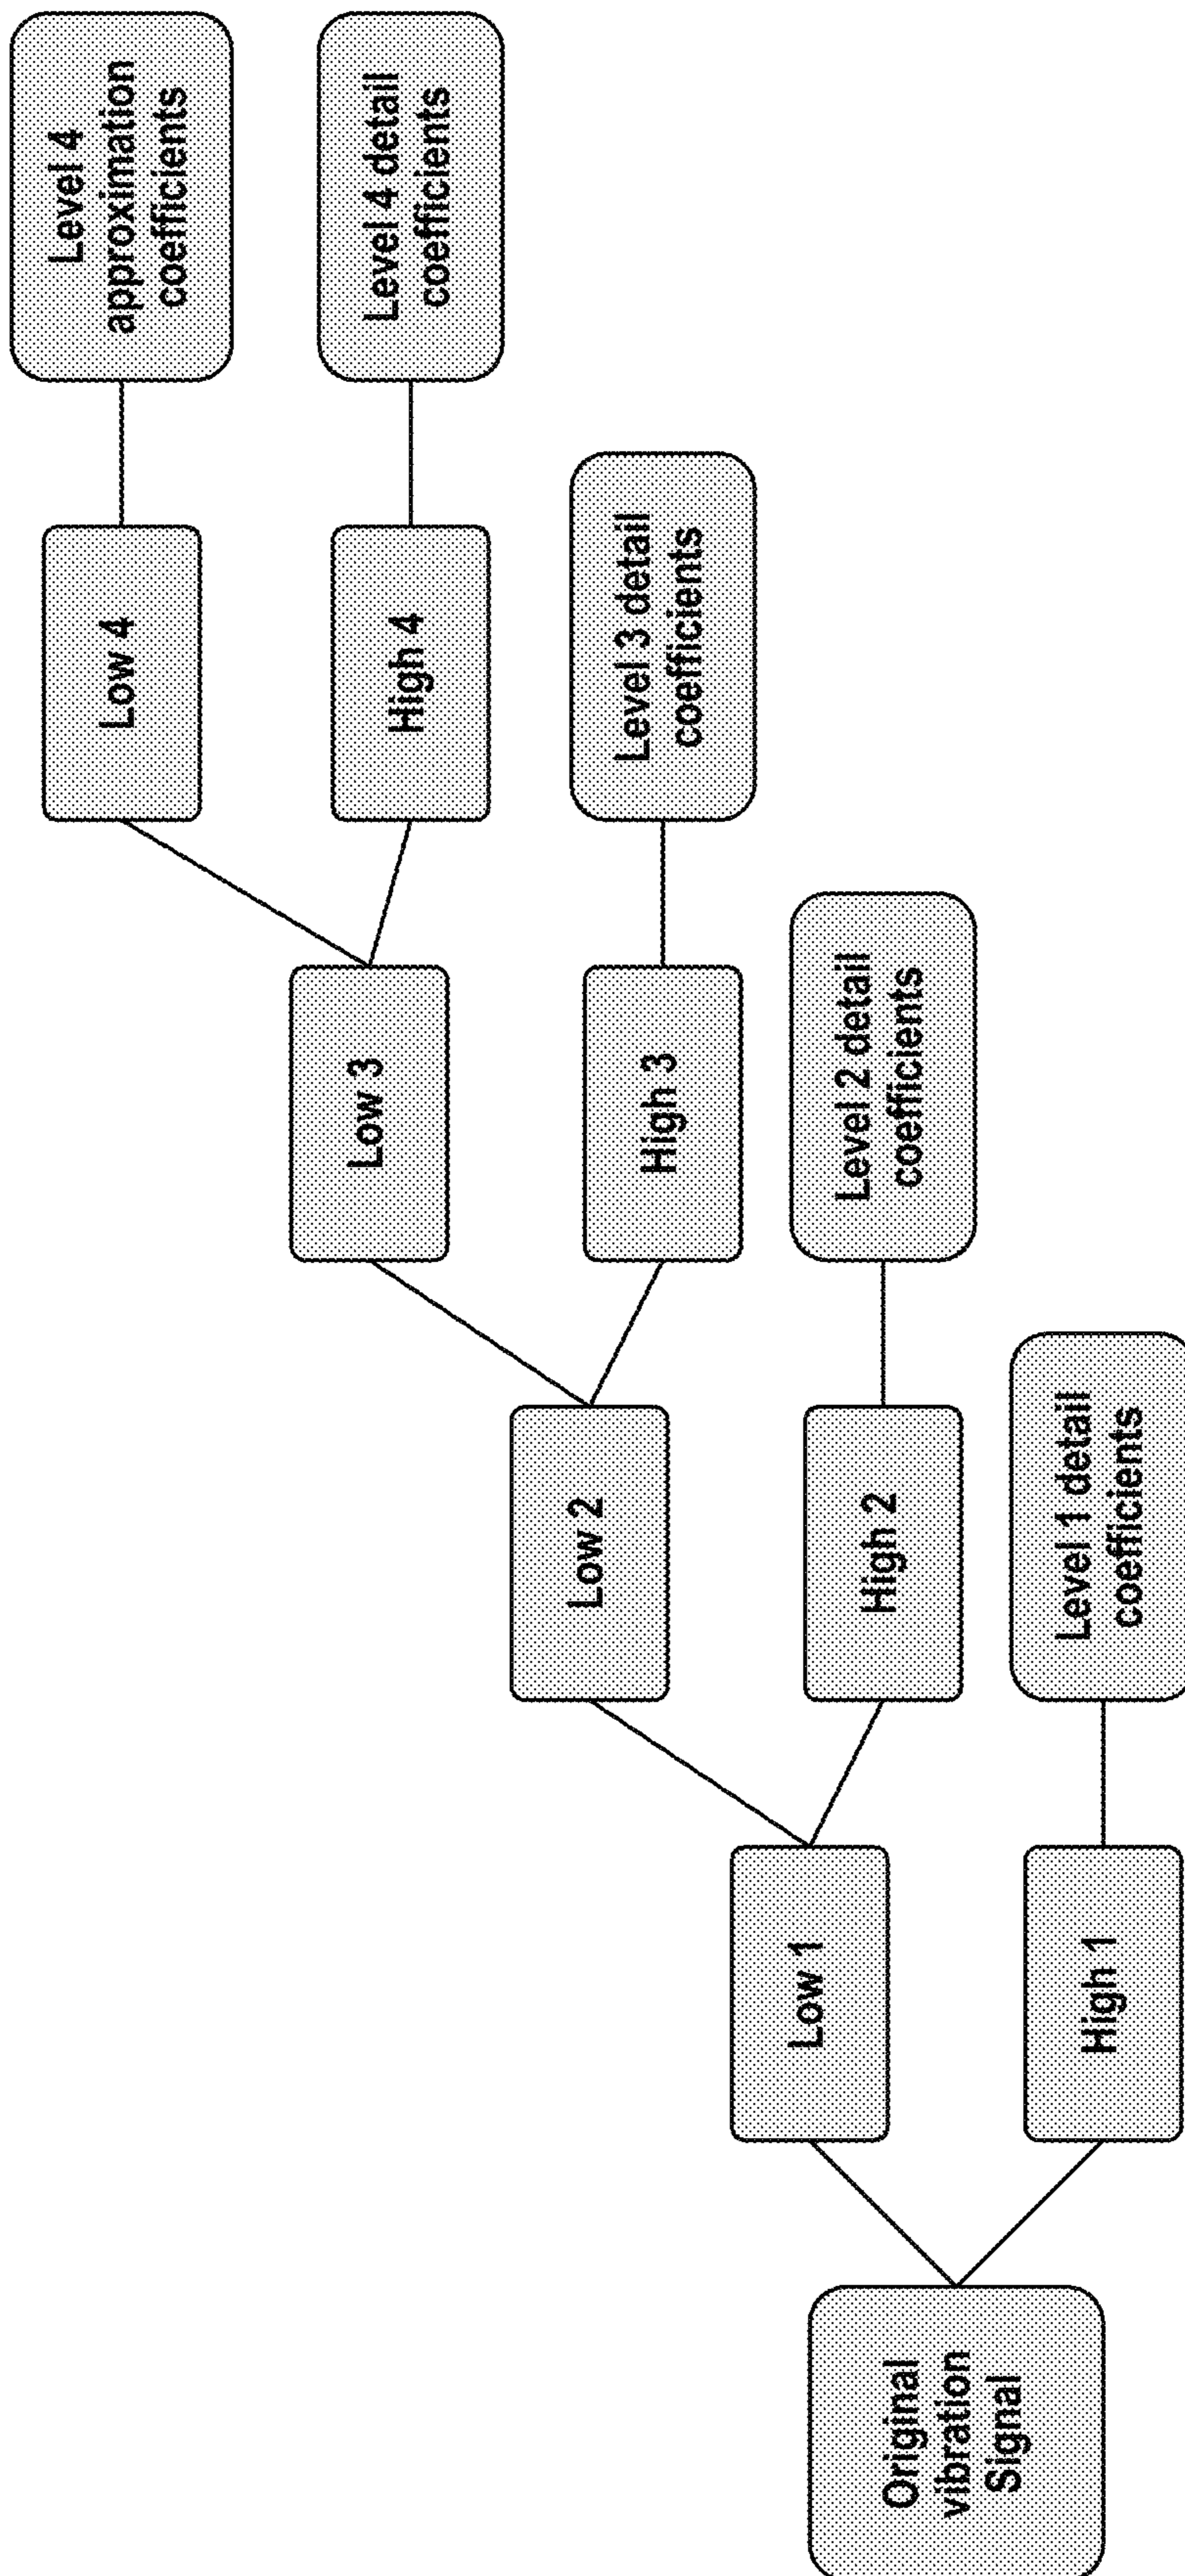 Original
vibration
Signal
Low 1
High 1
Level 1 detail
coefficients
Low 2
High 2
Level 2 detail
coefficients
Low 3
High 3
Level 3 detail
coefficients
Low 4
High 4
Level 4
approximation
coefficients
Level 4 detail
coefficients